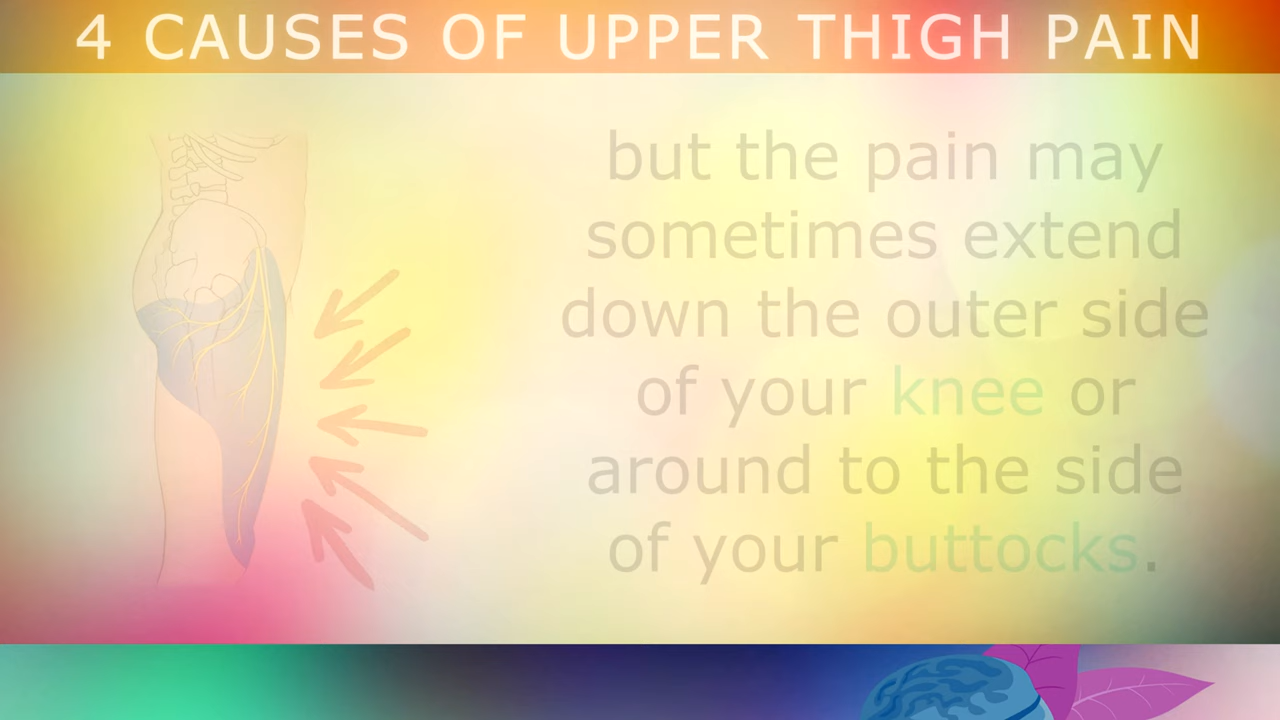 4 CAUSES OF UPPER THIGH PAIN
but the pain may
sometimes extend
down the outer side
of your knee or
around to the side
of your buttocks.